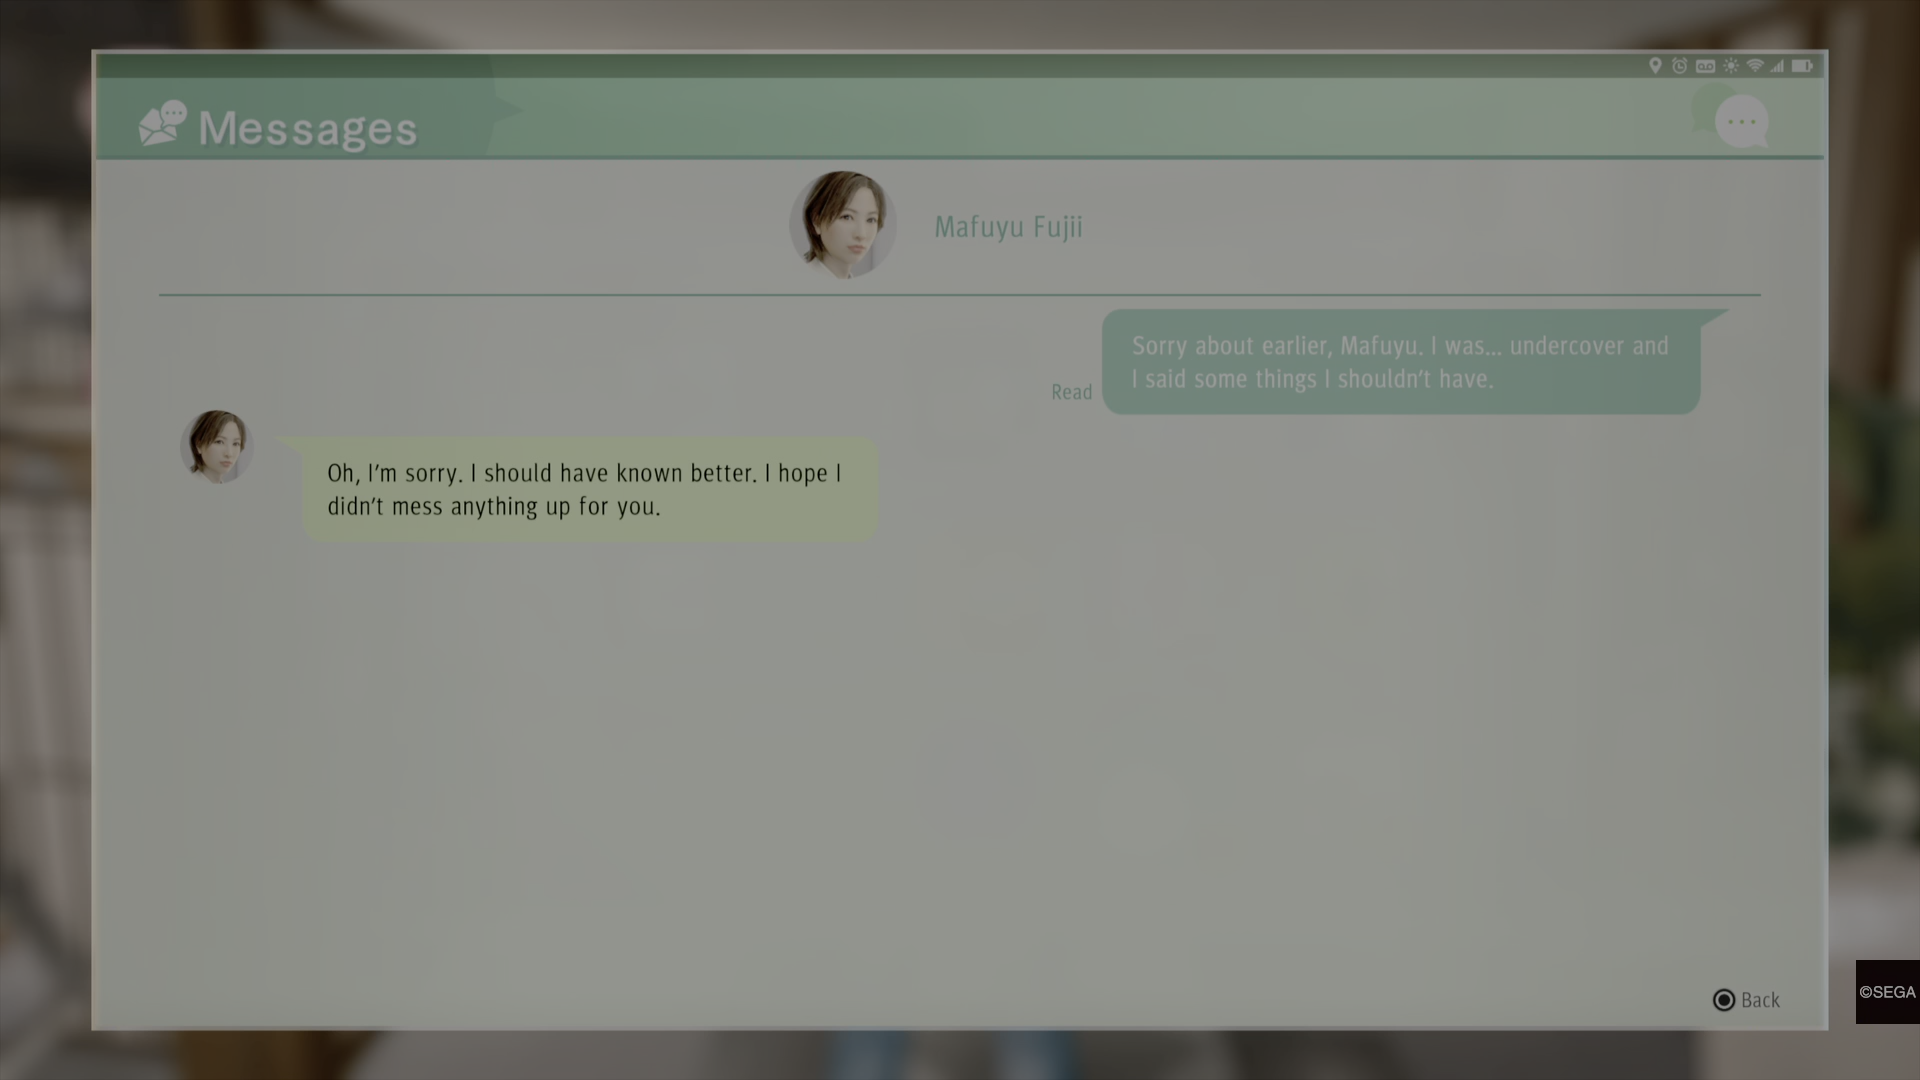 Messages
Mafuyu Fujii
Sorry about earlier, Mafuyu. I was... undercover and
I said some things I shouldn't have.
Read
Oh, I'm sorry. I should have known better. I hope I
didn't mess anything up for you.
Back
©SEGA